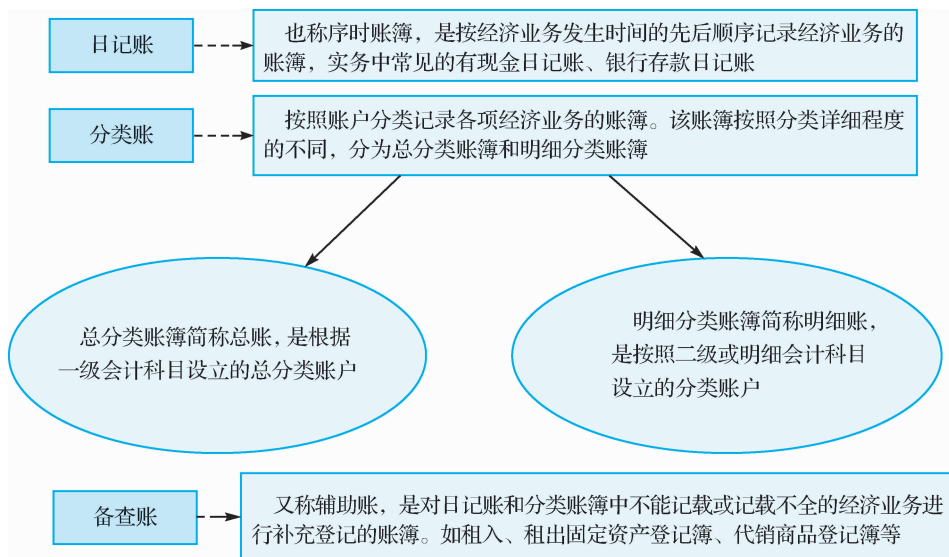 日记账
也称序时账簿，是按经济业务发生时间的先后顺序记录经济业务的
账簿，实务中常见的有现金日记账、银行存款日记账
分类账
按照账户分类记录各项经济业务的账簿。该账簿按照分类详细程度
的不同，分为总分类账簿和明细分类账簿
总分类账簿简称总账，是根据
一级会计科目设立的总分类账户
明细分类账簿简称明细账，
是按照二级或明细会计科目
设立的分类账户
备查账
又称辅助账，是对日记账和分类账簿中不能记载或记载不全的经济业务进
行补充登记的账簿。如租入、租出固定资产登记簿、代销商品登记簿等